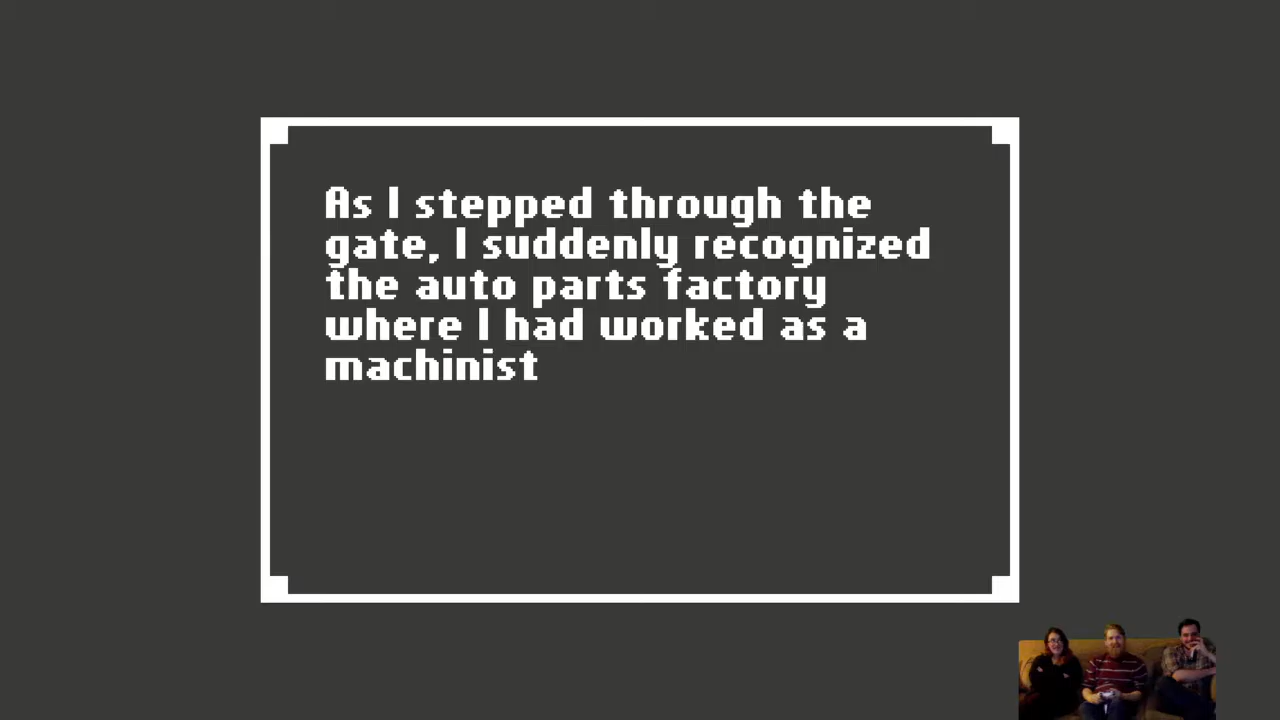 As I stepped through the
gate, I suddenly recognized
the auto parts factory
where I had worked as a
machinist